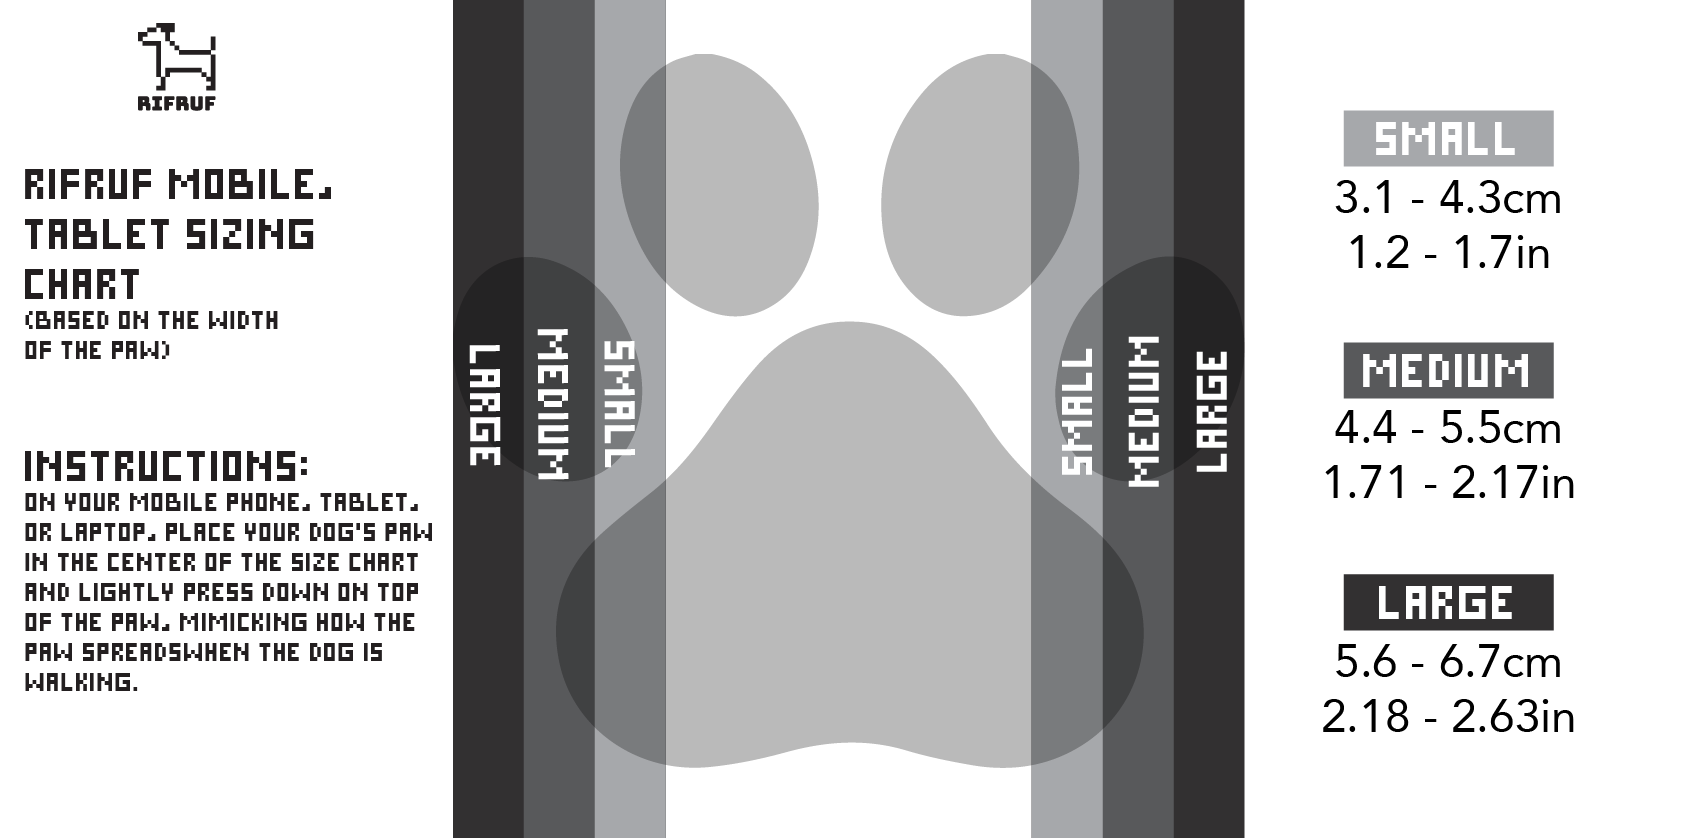 RIFRUF
RIFRUF MOBILE,
TABLET SIZING
CHART
(BASED ON THE WIDTH
OF THE PAW)
INSTRUCTIONS:
ON YOUR MOBILE PHONE, TABLET,
OR LAPTOP, PLACE YOUR DOG'S PAW
IN THE CENTER OF THE SIZE CHART
AND LIGHTLY PRESS DOWN ON TOP
OF THE PAW, MIMICKING HOW THE
PAW SPREADSWHEN THE DOG IS
WALKING.
LARGE
MEDIUM
SMALL
SMALL
MEDIUM
LARGE
SMALL
3.1 - 4.3cm
1.2 - 1.7in
MEDIUM
4.4 - 5.5cm
1.71 - 2.17in
LARGE
5.6 - 6.7cm
2.18 - 2.63in